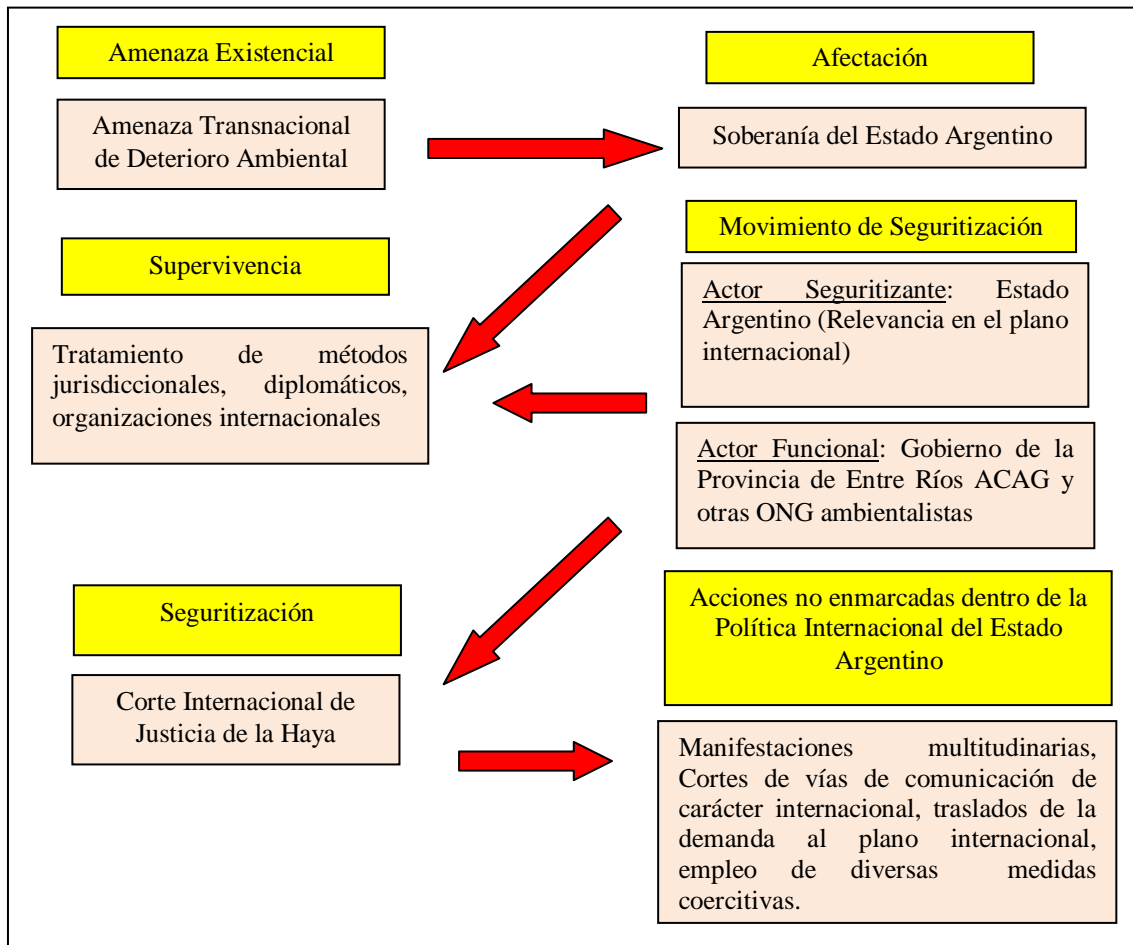 Amenaza Existencial
Amenaza Transnacional
de Deterioro Ambiental
Afectación
Soberanía del Estado Argentino
Movimiento de Seguritización
Actor Seguritizante: Estado
Argentino (Relevancia en el plano
internacional)
Supervivencia
Tratamiento de métodos
jurisdiccionales, diplomáticos,
organizaciones internacionales
Actor Funcional: Gobierno de la
Provincia de Entre Ríos ACAG y
otras ONG ambientalistas
Seguritización
Corte Internacional de
Justicia de la Haya
Acciones no enmarcadas dentro de la
Política Internacional del Estado
Argentino
Manifestaciones multitudinarias,
Cortes de vías de comunicación de
carácter internacional, traslados de la
demanda al plano internacional,
empleo de diversas medidas
coercitivas.